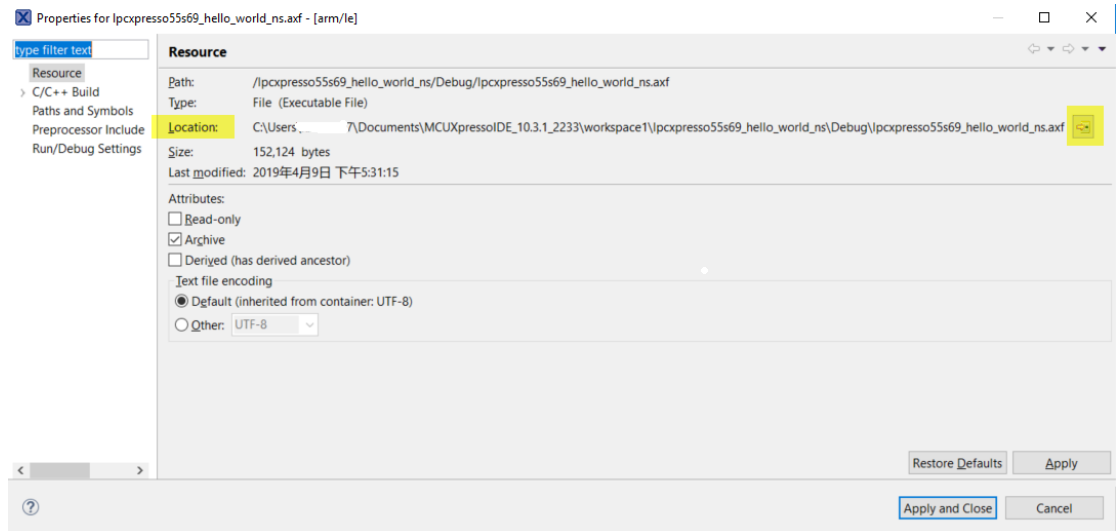 Properties for lpcxpresso55s69_hello_world_ns.axf - [arm/le]
type filter text
Resource
C/C++ Build
Paths and Symbols
Preprocessor Include
Run/Debug Settings
Resource
Path: /lpcxpresso55s69_hello_world_ns/Debug/lpcxpresso55s69_hello_world_ns.axf
Type: File (Executable File)
Location: C:\Users\ 7\Documents\MCUXpressoIDE_10.3.1_2233\workspace1\lpcxpresso55s69_hello_world_ns\Debug\lpcxpresso55s69_hello_world_ns.axf
Size: 152,124 bytes
Last modified: 2019年4月9日 下午5:31:15
Attributes:
Read-only
Archive
Derived (has derived ancestor)
Text file encoding
Default (inherited from container: UTF-8)
Other: UTF-8
Restore Defaults Apply
Apply and Close Cancel